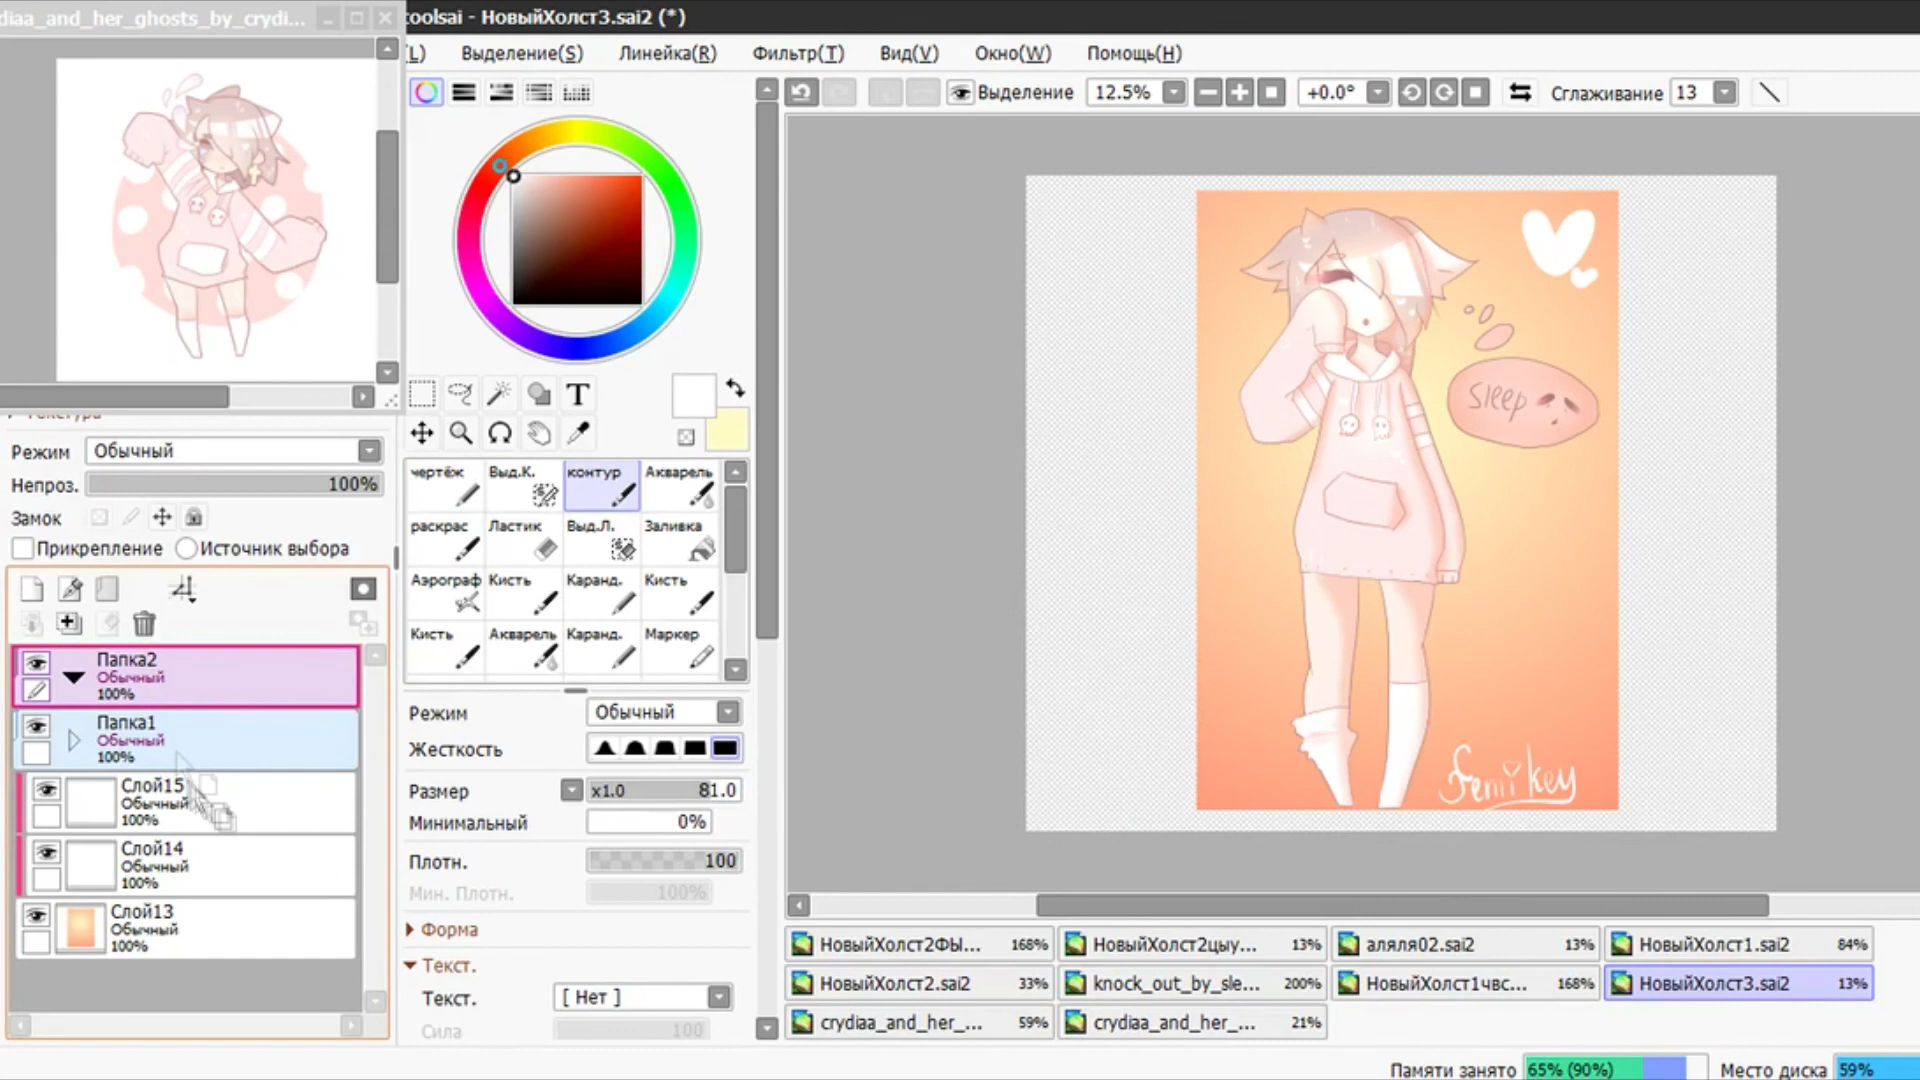 diaa_and_her_ghosts_by_crydi...
toolsai - НовыйХолст3.sai2 (*)
(L)
Выделение(S)
Линейка(R)
Фильтр(T)
Вид(V)
Окно(W)
Помощь(H)
Выделение
12.5%
+0.0°
Сглаживание
13
Режим
Обычный
Непроз.
100%
Замок
Прикрепление
Источник выбора
Папка2
Обычный
100%
Папка1
Обычный
100%
Слой15
Обычный
100%
Слой14
Обычный
100%
Слой13
Обычный
100%
T
чертёж
Выд.К.
контур
Акварель
раскрас
Ластик
Выд.Л.
Заливка
Аэрограф
Кисть
Каранд.
Кисть
Кисть
Акварель
Каранд.
Маркер
Режим
Обычный
Жесткость
Размер
x1.0
81.0
Минимальный
0%
Плотн.
100
Мин. Плотн.
100%
Форма
Текст.
Текст.
[ Нет ]
Сила
100
sleep
Femi key
НовыйХолст2ФЫ...
168%
НовыйХолст2цыу...
13%
аляля02.sai2
13%
НовыйХолст1.sai2
84%
НовыйХолст2.sai2
33%
knock_out_by_sle...
200%
НовыйХолст1чвс...
168%
НовыйХолст3.sai2
13%
crydiaa_and_her_...
59%
crydiaa_and_her_...
21%
Памяти занято
65% (90%)
Место диска
59%